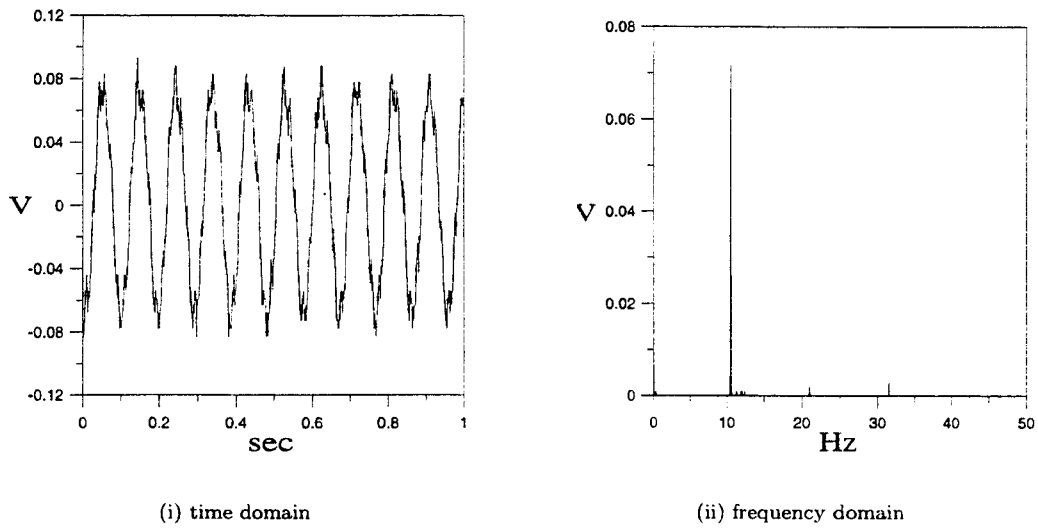 0.12
0.08
0.04
V
0
-0.04
-0.08
-0.12
0 0.2 0.4 0.6 0.8 1
sec
(i) time domain
0.08
0.06
0.04
V
0.02
0
0 10 20 30 40 50
Hz
(ii) frequency domain